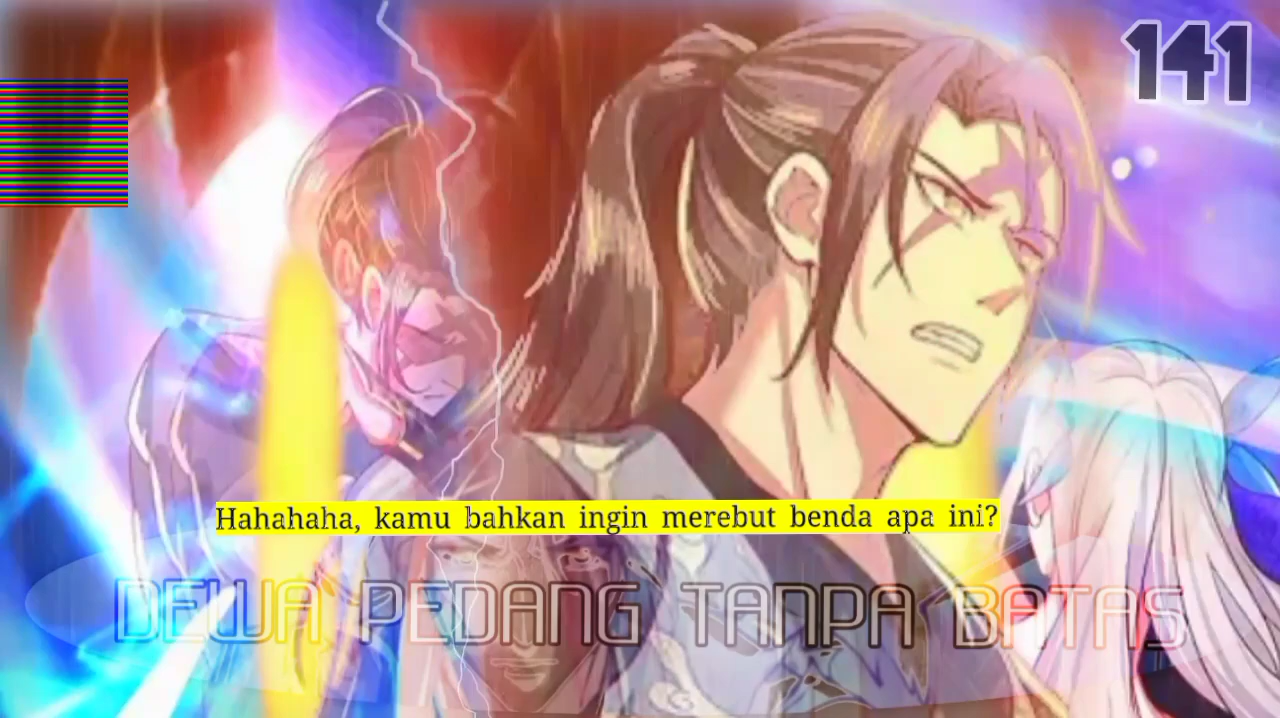 141
Hahahaha, kamu bahkan ingin merebut benda apa ini?
DEWA PEDANG TANPA BATAS